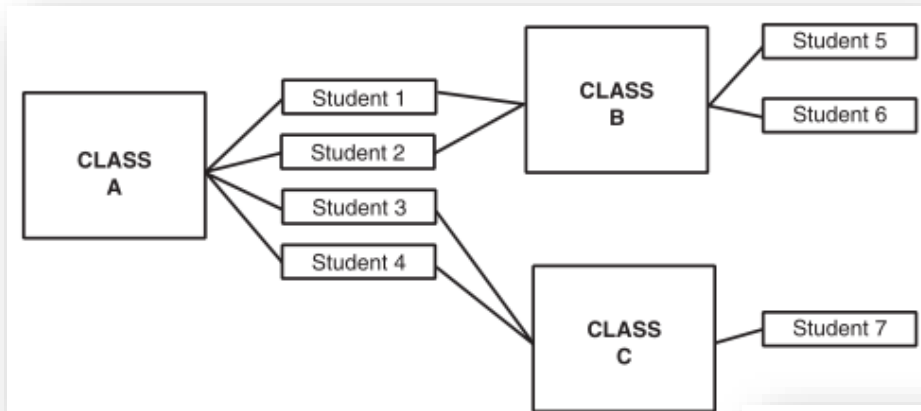 CLASS
A
Student 1
Student 2
Student 3
Student 4
CLASS
B
Student 5
Student 6
CLASS
C
Student 7